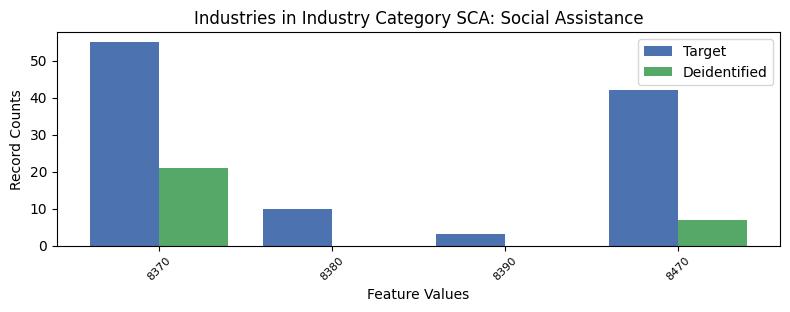 Industries in Industry Category SCA: Social Assistance
Target
Deidentified
Record Counts
50
40
30
20
10
0
8370
8380
8390
8470
Feature Values